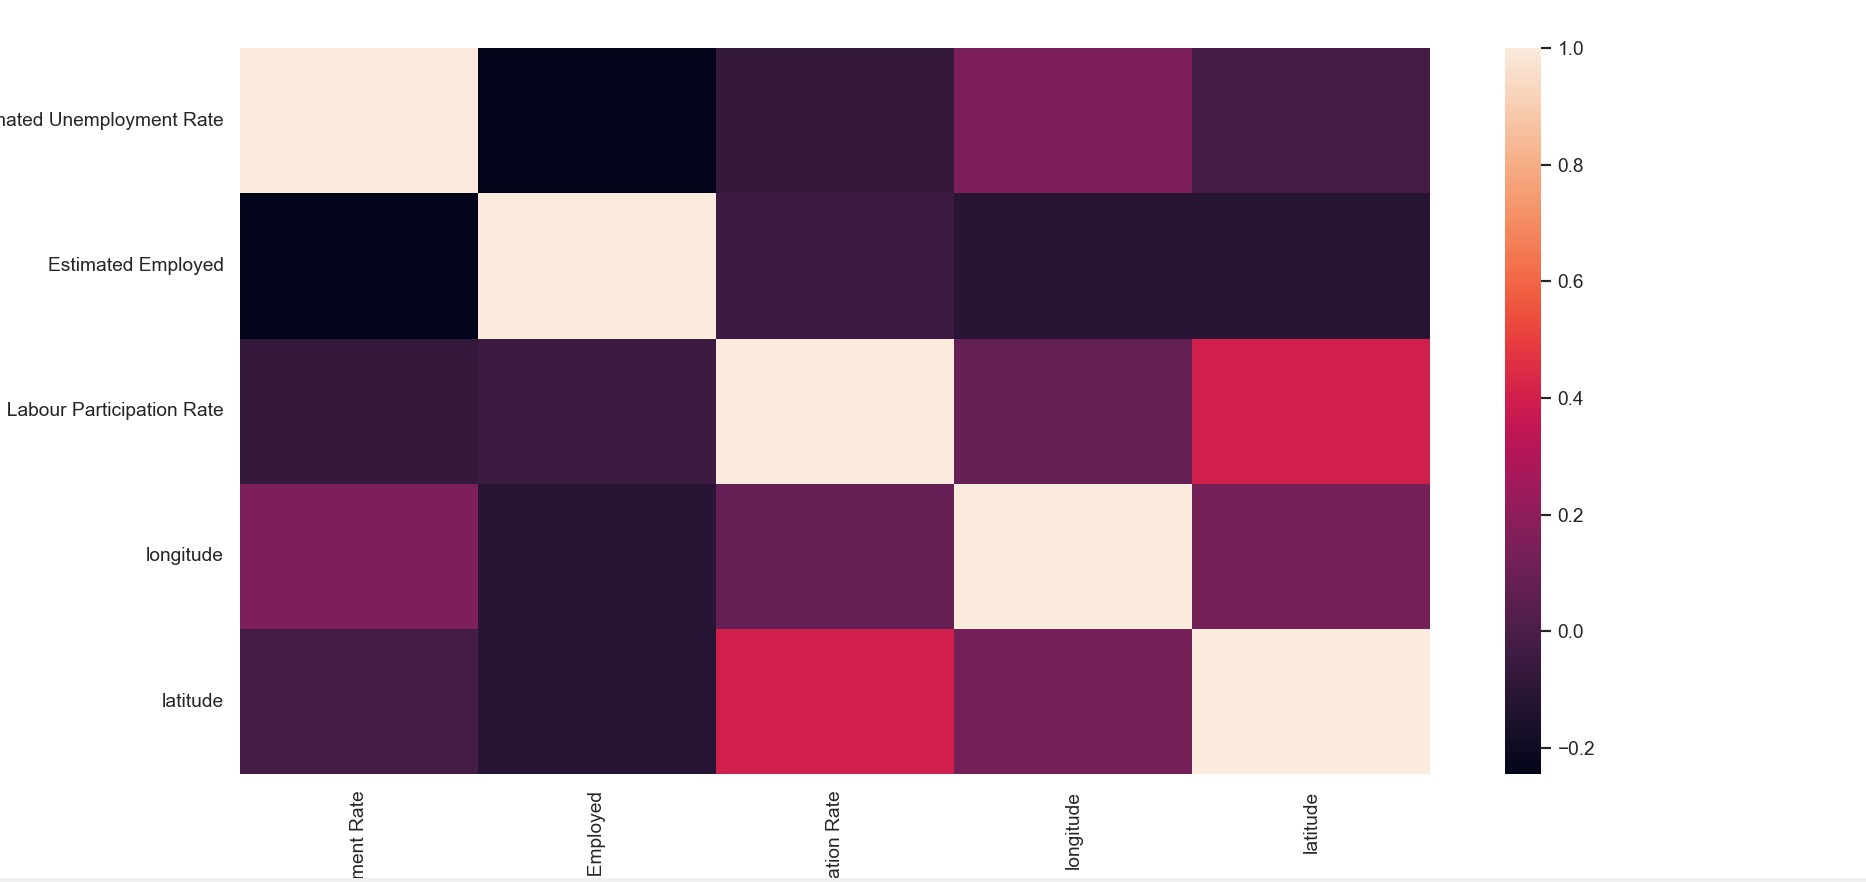 mated Unemployment Rate
Estimated Employed
Labour Participation Rate
longitude
latitude
ment Rate
Employed
ation Rate
longitude
latitude
1.0
0.8
0.6
0.4
0.2
0.0
−0.2